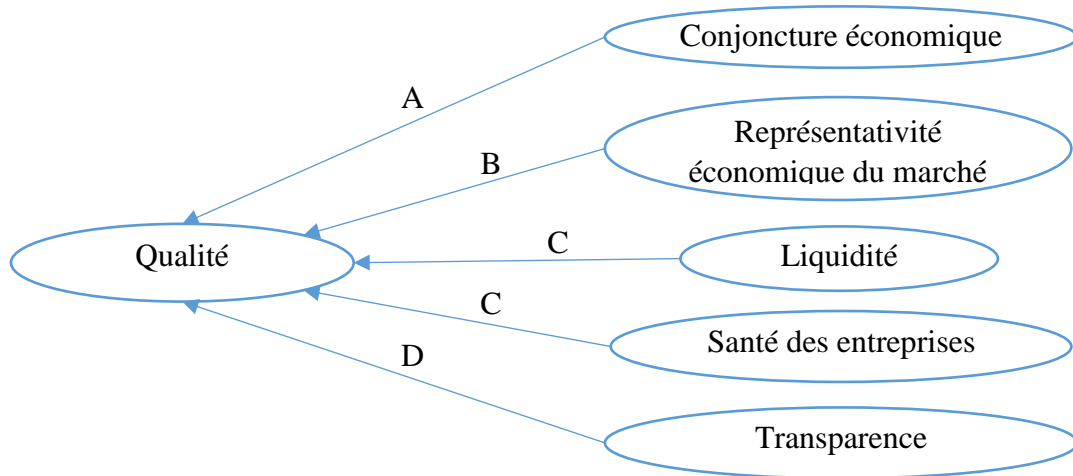 Conjoncture économique
A
Représentativité
économique du marché
B
Qualité
C
Liquidité
C
Santé des entreprises
D
Transparence